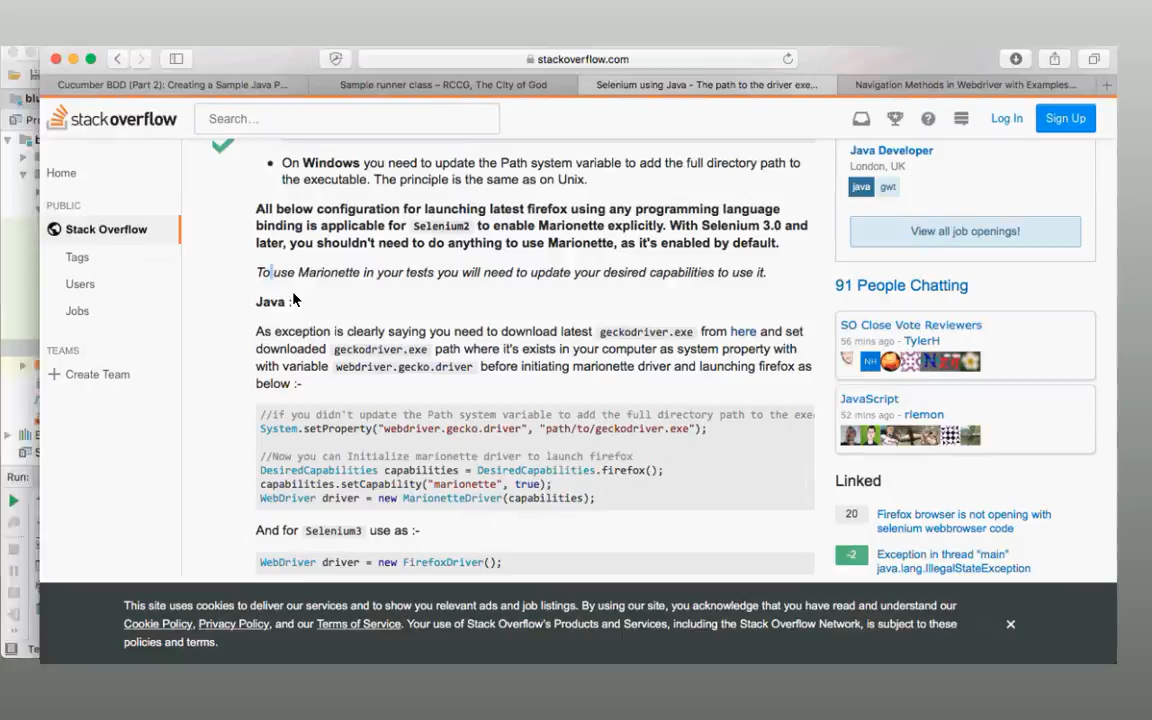 stackoverflow.com
Cucumber BDD (Part 2): Creating a Sample Java P...
Sample runner class – RCCG, The City of God
Selenium using Java - The path to the driver exe...
Navigation Methods in Webdriver with Examples...
stackoverflow
Search...
Log In
Sign Up
Home
PUBLIC
Stack Overflow
Tags
Users
Jobs
TEAMS
Create Team
On Windows you need to update the Path system variable to add the full directory path to
the executable. The principle is the same as on Unix.
All below configuration for launching latest firefox using any programming language
binding is applicable for Selenium2 to enable Marionette explicitly. With Selenium 3.0 and
later, you shouldn't need to do anything to use Marionette, as it's enabled by default.
To use Marionette in your tests you will need to update your desired capabilities to use it.
Java :
As exception is clearly saying you need to download latest geckodriver.exe from here and set
downloaded geckodriver.exe path where it's exists in your computer as system property with
with variable webdriver.gecko.driver before initiating marionette driver and launching firefox as
below :-
//if you didn't update the Path system variable to add the full directory path to the exe
System.setProperty("webdriver.gecko.driver", "path/to/geckodriver.exe");
//Now you can Initialize marionette driver to launch firefox
DesiredCapabilities capabilities = DesiredCapabilities.firefox();
capabilities.setCapability("marionette", true);
WebDriver driver = new MarionetteDriver(capabilities);
And for Selenium3 use as :-
WebDriver driver = new FirefoxDriver();
Java Developer
London, UK
java gwt
View all job openings!
91 People Chatting
SO Close Vote Reviewers
56 mins ago - TylerH
NH
JavaScript
52 mins ago - rlemon
Linked
20 Firefox browser is not opening with
selenium webbrowser code
-2 Exception in thread "main"
java.lang.IllegalStateException
This site uses cookies to deliver our services and to show you relevant ads and job listings. By using our site, you acknowledge that you have read and understand our
Cookie Policy, Privacy Policy, and our Terms of Service. Your use of Stack Overflow's Products and Services, including the Stack Overflow Network, is subject to these
policies and terms.
Run: